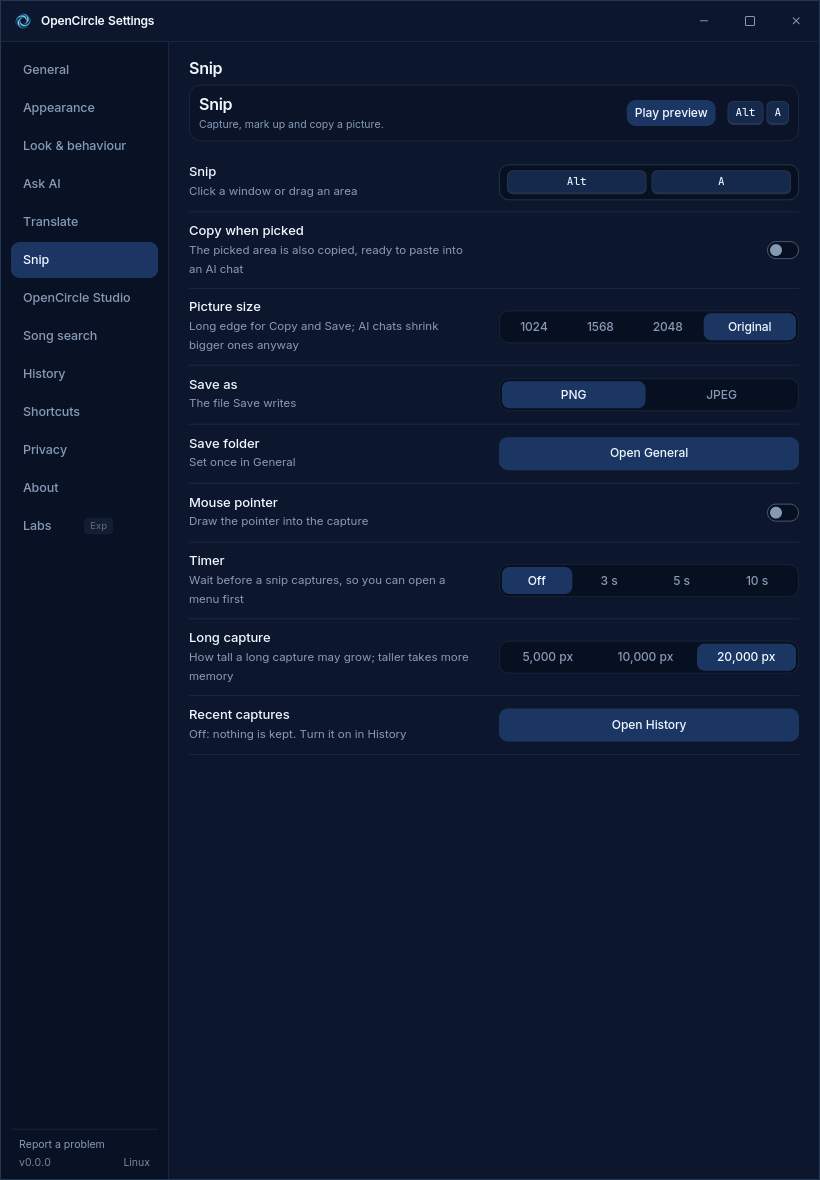 OpenCircle Settings
General
Appearance
Look & behaviour
Ask AI
Translate
Snip
OpenCircle Studio
Song search
History
Shortcuts
Privacy
About
Labs Exp
Report a problem
v0.0.0 Linux
Snip
Snip
Capture, mark up and copy a picture.
Play preview Alt A
Snip
Click a window or drag an area
Alt A
Copy when picked
The picked area is also copied, ready to paste into
an AI chat
Picture size
Long edge for Copy and Save; AI chats shrink
bigger ones anyway
1024 1568 2048 Original
Save as
The file Save writes
PNG JPEG
Save folder
Set once in General
Open General
Mouse pointer
Draw the pointer into the capture
Timer
Wait before a snip captures, so you can open a
menu first
Off 3 s 5 s 10 s
Long capture
How tall a long capture may grow; taller takes more
memory
5,000 px 10,000 px 20,000 px
Recent captures
Off: nothing is kept. Turn it on in History
Open History